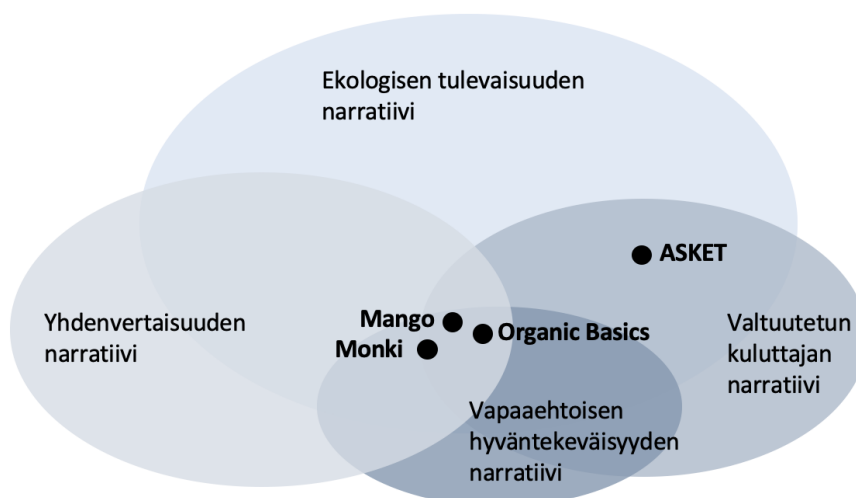 Ekologisen tulevaisuuden
narratiivi
ASKET
Yhdenvertaisuuden
narratiivi
Mango
Monki
Organic Basics
Valtuutetun
kuluttajan
narratiivi
Vapaaehtoisen
hyväntekeväisyyden
narratiivi